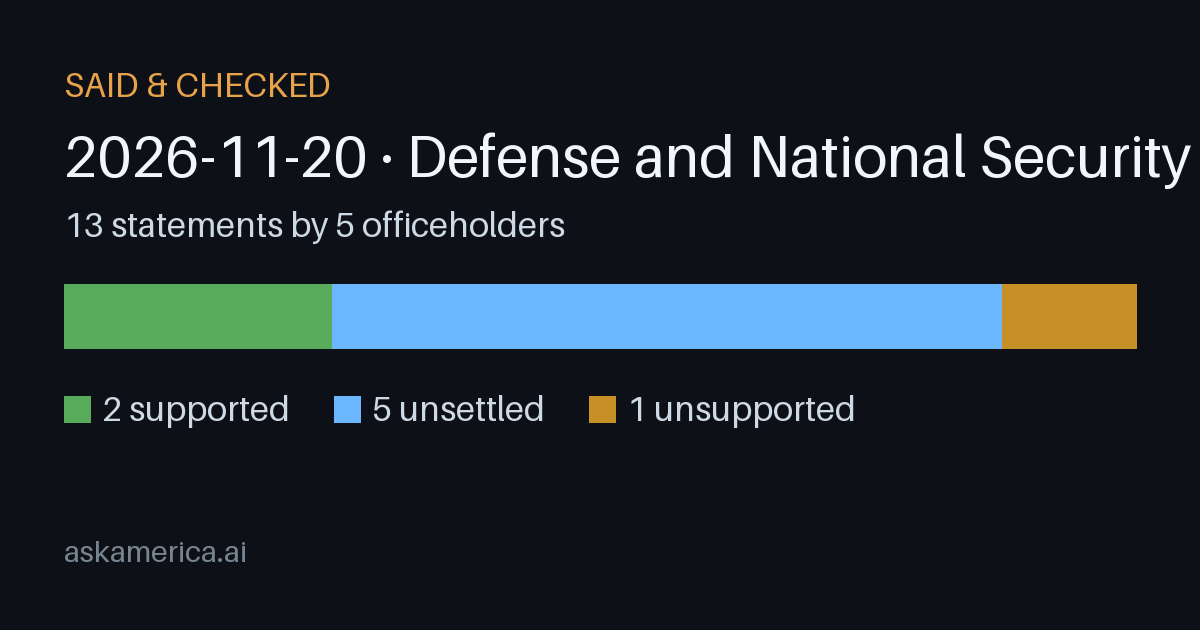 SAID & CHECKED
2026-11-20 · Defense and National Security
13 statements by 5 officeholders
2 supported
5 unsettled
1 unsupported
askamerica.ai